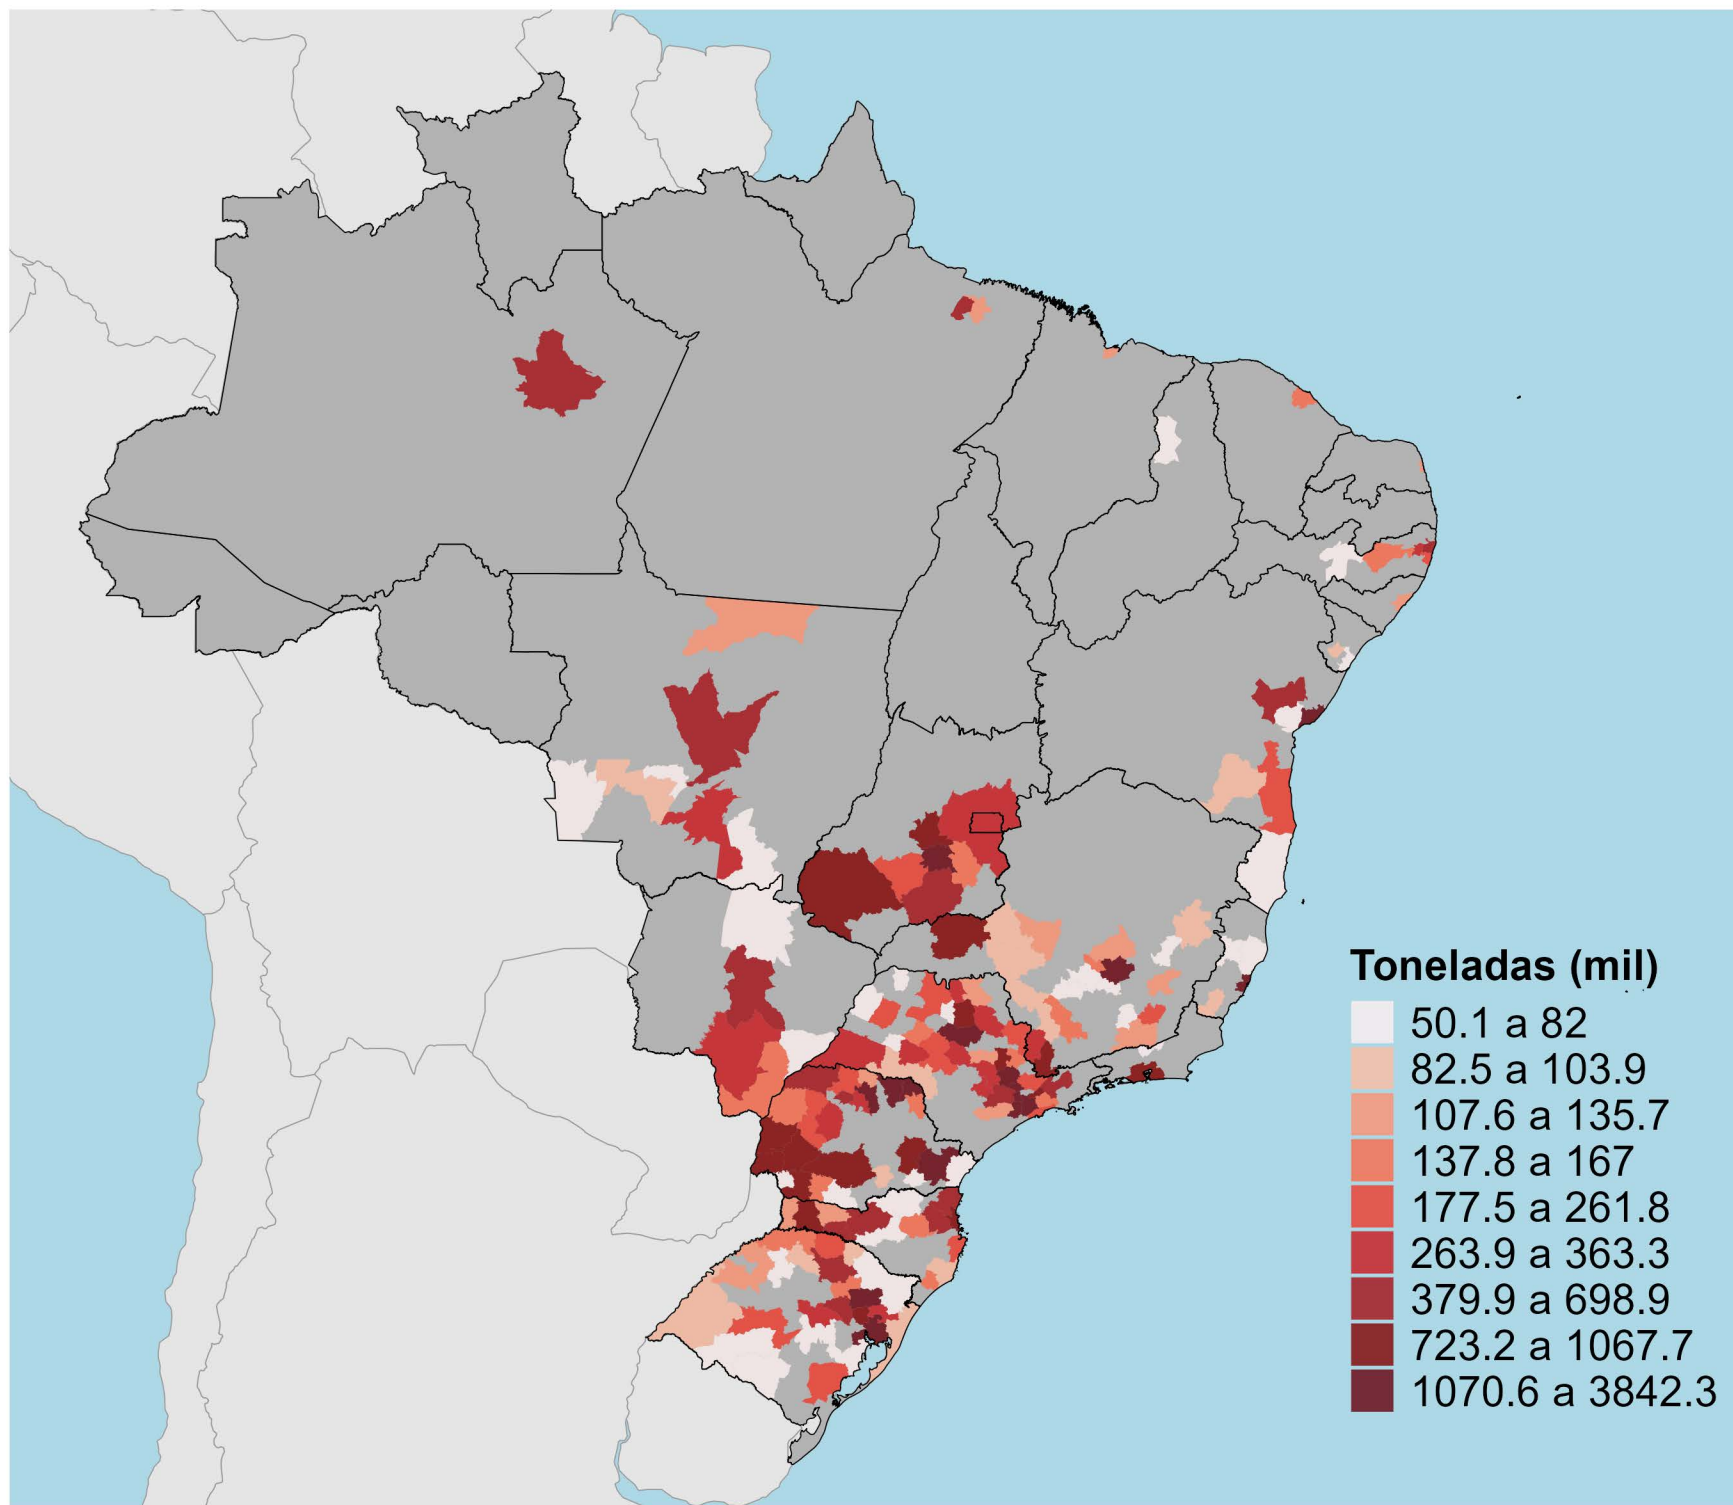 Toneladas (mil)
50.1 a 82
82.5 a 103.9
107.6 a 135.7
137.8 a 167
177.5 a 261.8
263.9 a 363.3
379.9 a 698.9
723.2 a 1067.7
1070.6 a 3842.3